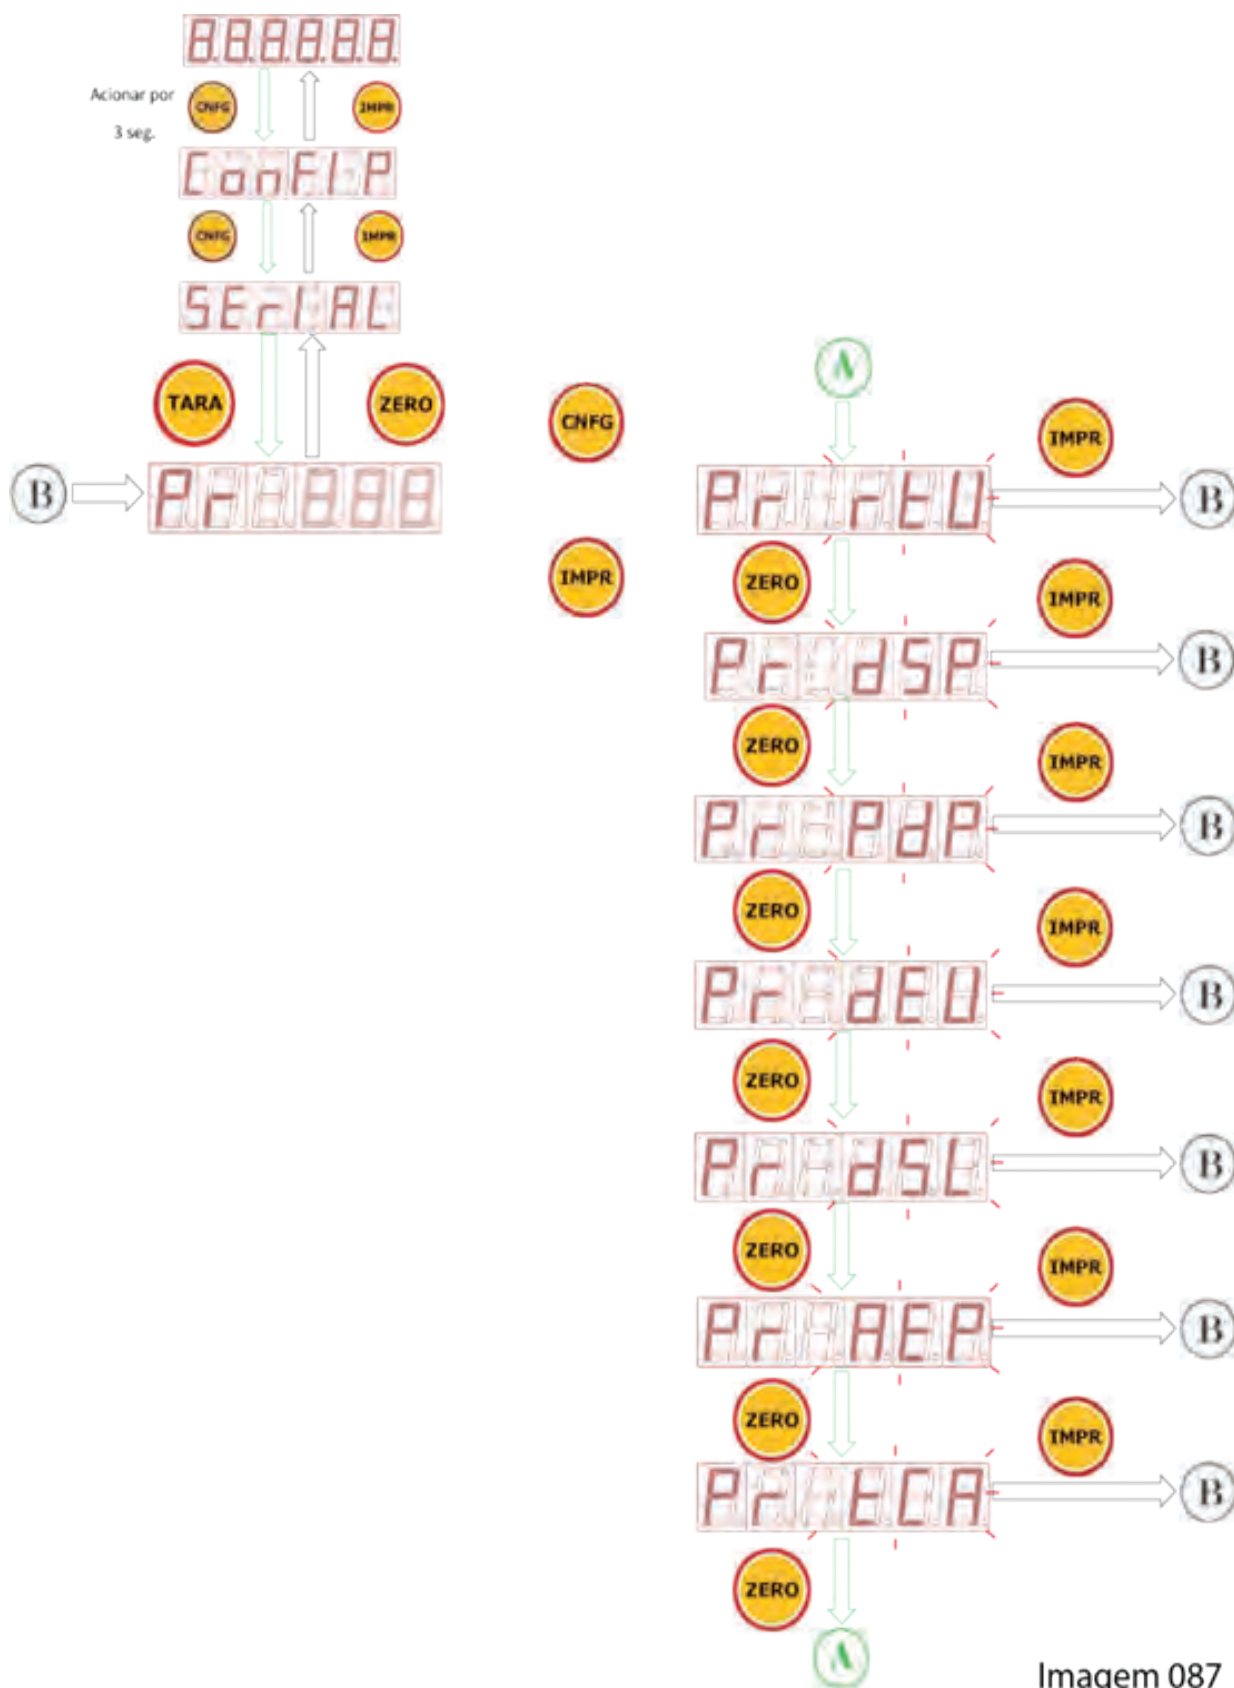 8.8.8.8.8.8.
Acionar por
3 seg.
CNFG
IMPR
ConFIP
CNFG
IMPR
SErIAL
TARA
ZERO
B
Pr 888
CNFG
IMPR
A
IMPR
Pr rEU
B
ZERO
IMPR
Pr dSP
B
ZERO
IMPR
Pr PdP
B
ZERO
IMPR
Pr dEU
B
ZERO
IMPR
Pr dSL
B
ZERO
IMPR
Pr AEP
B
ZERO
IMPR
Pr tCA
B
ZERO
A
Imagem 087